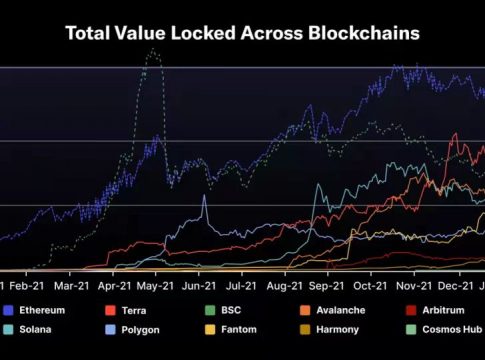 Total Value Locked Across Blockchains
1 Feb-21 Mar-21 Apr-21 May-21 Jun-21 Jul-21 Aug-21 Sep-21 Oct-21 Nov-21 Dec-21 J
Ethereum Terra BSC Avalanche Arbitrum
Solana Polygon Fantom Harmony Cosmos Hub